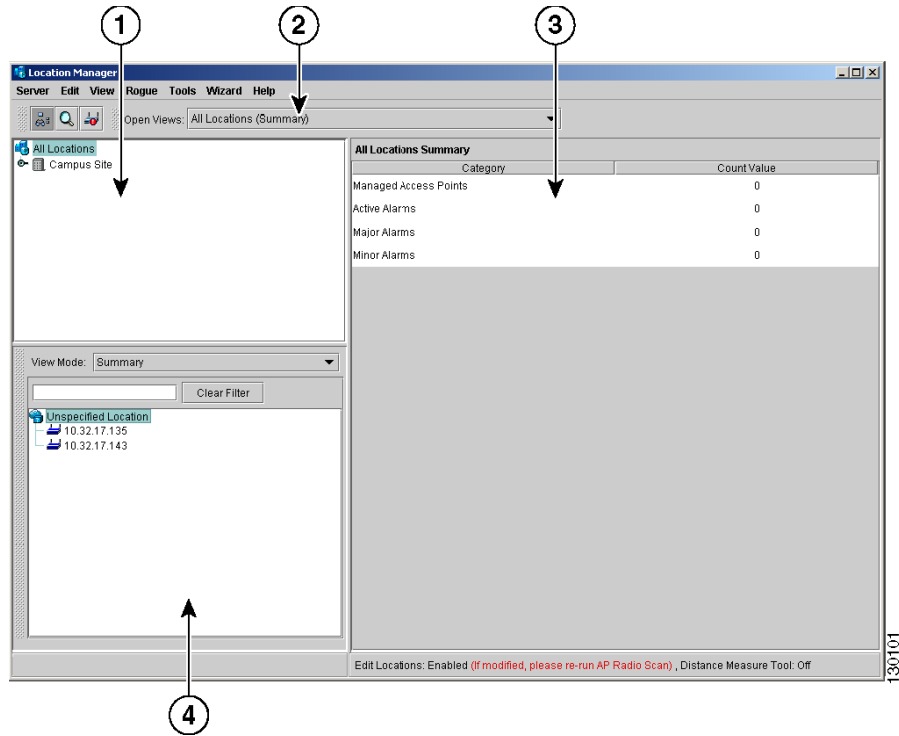 1
2
3
Location Manager
Server Edit View Rogue Tools Wizard Help
Open Views: All Locations (Summary)
All Locations
Campus Site
All Locations Summary
Category Count Value
Managed Access Points 0
Active Alarms 0
Major Alarms 0
Minor Alarms 0
View Mode: Summary
Clear Filter
Unspecified Location
10.32.17.135
10.32.17.143
Edit Locations: Enabled (If modified, please re-run AP Radio Scan) , Distance Measure Tool: Off
130101
4